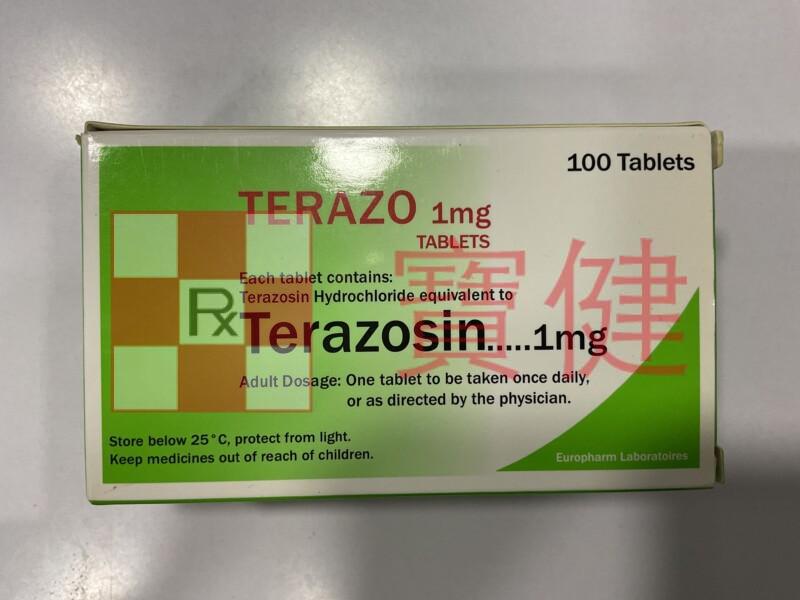 100 Tablets
TERAZO 1mg
TABLETS
Each tablet contains:
Terazosin Hydrochloride equivalent to
Terazosin.....1mg
Adult Dosage: One tablet to be taken once daily,
or as directed by the physician.
Store below 25°C, protect from light.
Keep medicines out of reach of children.
Europharm Laboratoires
Rx
寶健